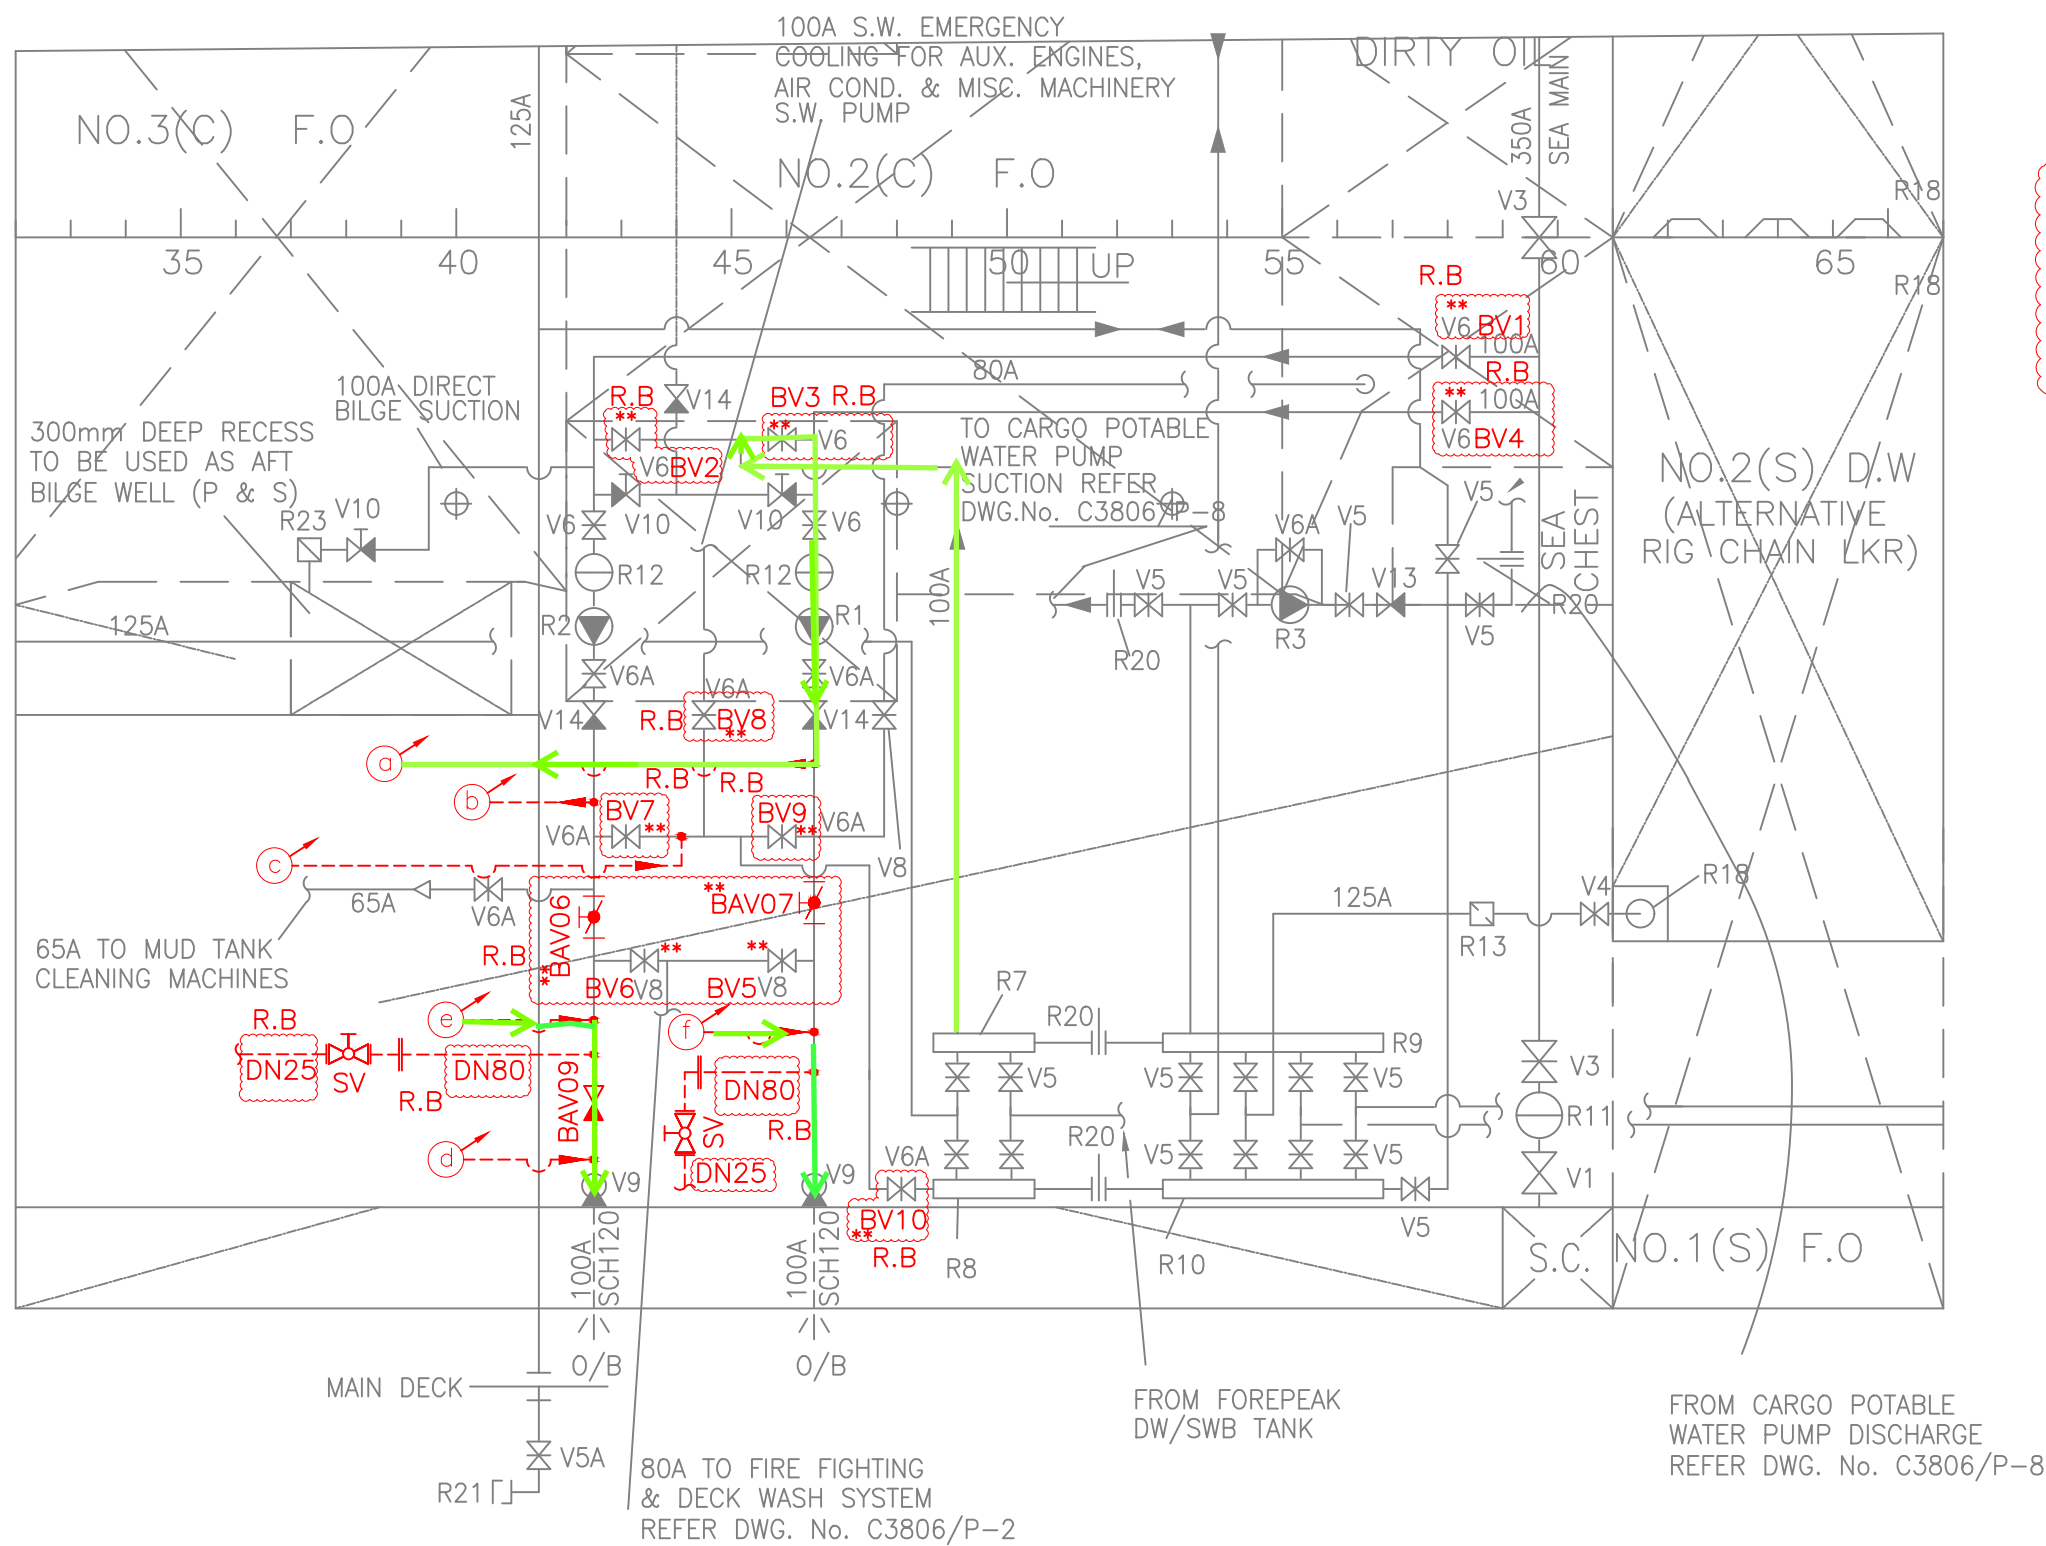 100A S.W. EMERGENCY
COOLING FOR AUX. ENGINES,
AIR COND. & MISC. MACHINERY
S.W. PUMP
DIRTY OIL
125A
350A
SEA MAIN
NO.3(C) F.O
NO.2(C) F.O
R18
V3
35
40
45
50
UP
55
60
65
R18
R.B
**
V6
BV1
100A
R.B
**
100A
V6
BV4
80A
100A DIRECT
BILGE SUCTION
R.B
**
V14
BV3
R.B
**
V6
V6
BV2
300mm DEEP RECESS
TO BE USED AS AFT
BILGE WELL (P & S)
TO CARGO POTABLE
WATER PUMP
SUCTION REFER
DWG.No. C3806/P-8
NO.2(S) D.W
(ALTERNATIVE
RIG CHAIN LKR)
R23
V10
V6
V10
V10
V6
V6A
V5
V5
SEA
CHEST
R12
R12
100A
V5
V5
V13
R20
R2
R1
R3
V5
R20
125A
V6A
V6A
V6A
V14
R.B
BV8
**
V14
a
R.B
R.B
b
BV7
**
BV9
**
V6A
V6A
c
V8
65A
V6A
BAV06
**
BAV07
**
R18
V4
125A
R13
65A TO MUD TANK
CLEANING MACHINES
R.B
**
**
BV6
V8
BV5
V8
R7
e
R.B
f
R20
R9
DN25
SV
DN80
R.B
BAV09
DN80
SV
R.B
V5
V5
V5
V3
R11
R20
d
V9
DN25
V9
V6A
V5
V5
V1
BV10
**
R.B
V5
R8
R10
100A
SCH120
100A
SCH120
S.C.
NO.1(S) F.O
O/B
O/B
MAIN DECK
FROM FOREPEAK
DW/SWB TANK
FROM CARGO POTABLE
WATER PUMP DISCHARGE
REFER DWG. No. C3806/P-8
V5A
R21
80A TO FIRE FIGHTING
& DECK WASH SYSTEM
REFER DWG. No. C3806/P-2